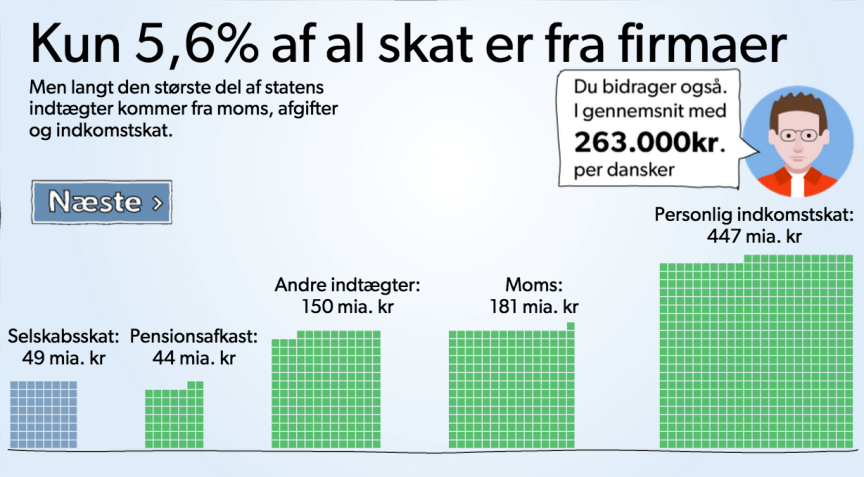 Kun 5,6% af al skat er fra firmaer
Men langt den største del af statens
indtægter kommer fra moms, afgifter
og indkomstskat.
Du bidrager også.
I gennemsnit med
263.000kr.
per dansker
Næste >
Personlig indkomstskat:
447 mia. kr
Andre indtægter:
150 mia. kr
Moms:
181 mia. kr
Selskabsskat:
49 mia. kr
Pensionsafkast:
44 mia. kr